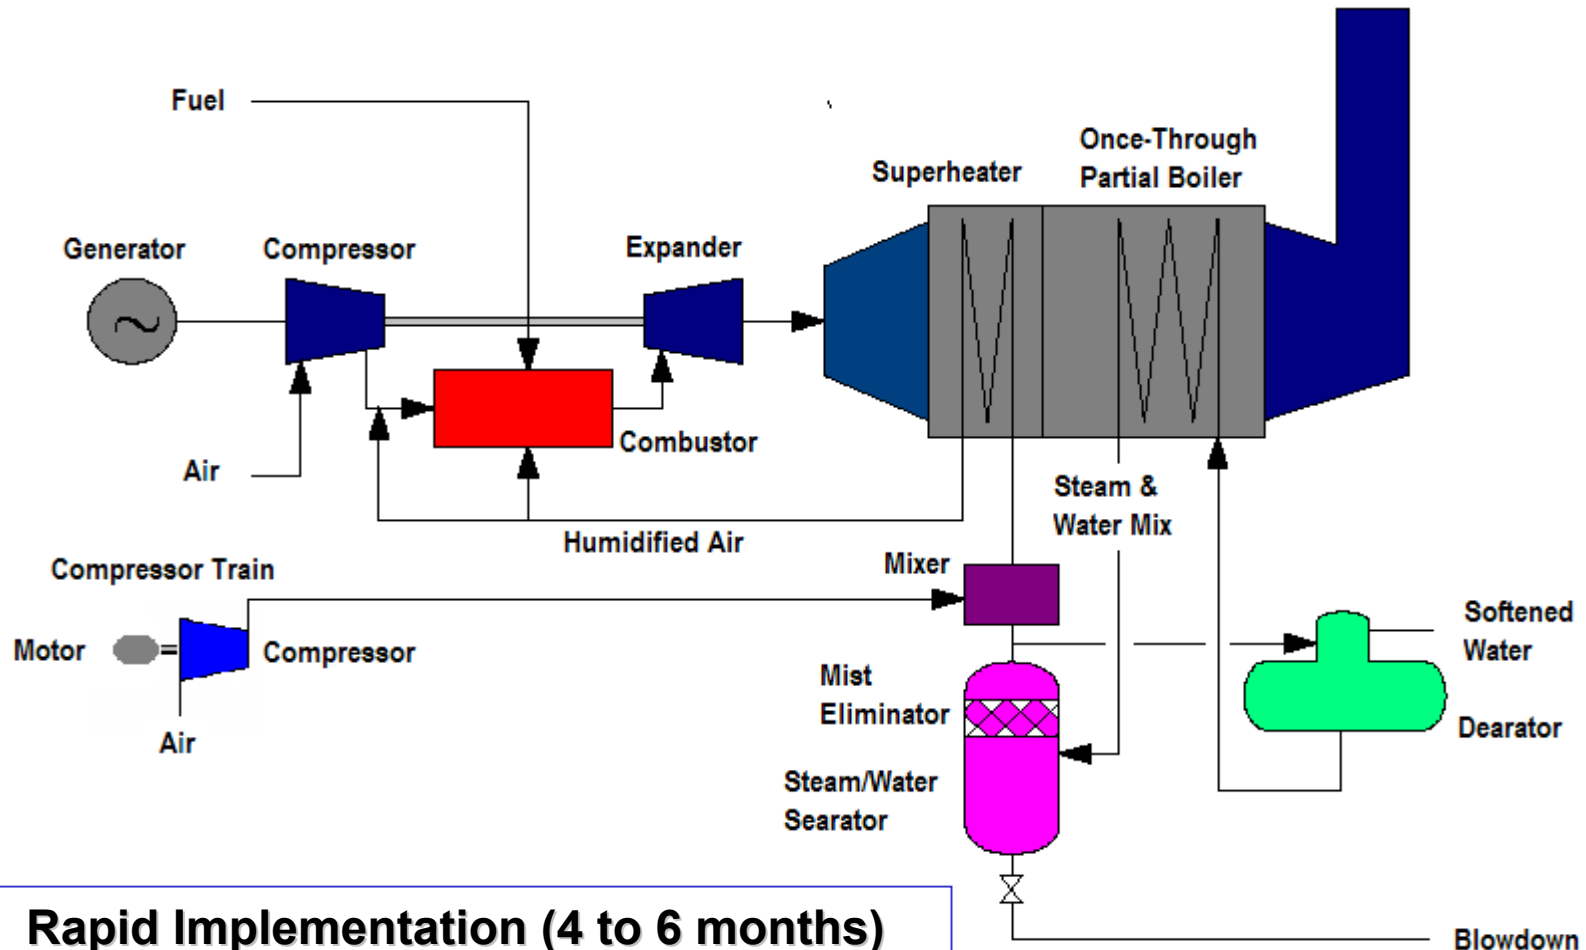 Fuel
Once-Through
Partial Boiler
Superheater
Generator
Compressor
Expander
Combustor
Air
Steam &
Water Mix
Humidified Air
Mixer
Compressor Train
Softened
Water
Motor
Compressor
Mist
Eliminator
Dearator
Air
Steam/Water
Searator
Rapid Implementation (4 to 6 months)
Blowdown